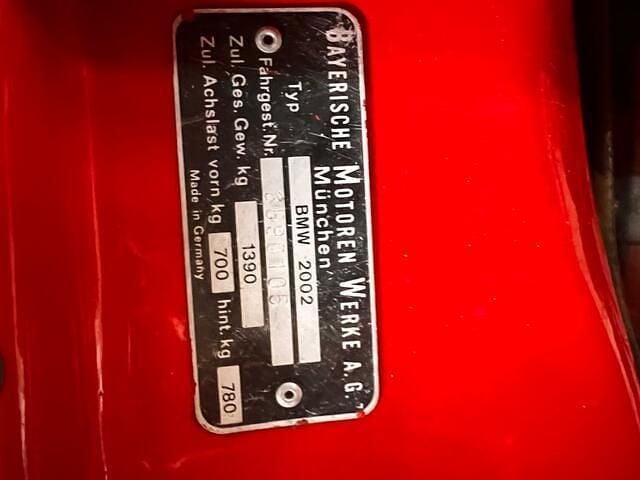 BAYERISCHE MOTOREN WERKE A.G.
München
Typ BMW 2002
Fahrgest. Nr.
Zul. Ges. Gew. kg 1390
Zul. Achslast vorn kg 700 hint. kg 780
Made in Germany